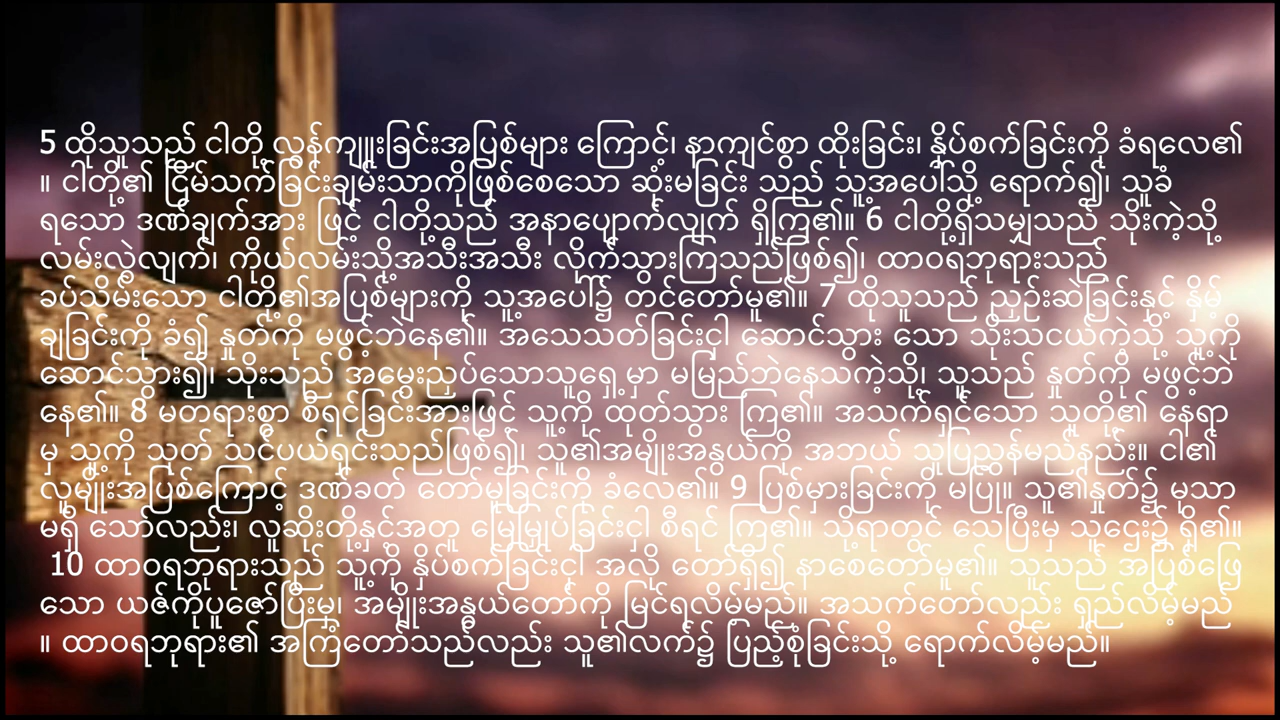 5 ထိုသူသည် ငါတို့ လွန်ကျူးခြင်းအပြစ်များ ကြောင့်၊ နာကျင်စွာ ထိုးခြင်း၊ နှိပ်စက်ခြင်းကို ခံရလေ၏
။ ငါတို့၏ ငြိမ်သက်ခြင်းချမ်းသာကိုဖြစ်စေသော ဆုံးမခြင်း သည် သူ့အပေါ်သို့ ရောက်၍၊ သူခံ
ရသော ဒဏ်ချက်အား ဖြင့် ငါတို့သည် အနာပျောက်လျက် ရှိကြ၏။ 6 ငါတို့ရှိသမျှသည် သိုးကဲ့သို့
လမ်းလွဲလျက်၊ ကိုယ်လမ်းသို့အသီးအသီး လိုက်သွားကြသည်ဖြစ်၍၊ ထာဝရဘုရားသည်
ခပ်သိမ်းသော ငါတို့၏အပြစ်များကို သူ့အပေါ်၌ တင်တော်မူ၏။ 7 ထိုသူသည် ညှဉ်းဆဲခြင်းနှင့် နှိမ့်
ချခြင်းကို ခံ၍ နှုတ်ကို မဖွင့်ဘဲနေ၏။ အသေသတ်ခြင်းငှါ ဆောင်သွား သော သိုးသငယ်ကဲ့သို့ သူ့ကို
ဆောင်သွား၍၊ သိုးသည် အမွေးညှပ်သောသူရှေ့မှာ မမြည်ဘဲနေသကဲ့သို့၊ သူသည် နှုတ်ကို မဖွင့်ဘဲ
နေ၏။ 8 မတရားစွာ စီရင်ခြင်းအားဖြင့် သူ့ကို ထုတ်သွား ကြ၏။ အသက်ရှင်သော သူတို့၏ နေရာ
မှ သူ့ကို သုတ် သင်ပယ်ရှင်းသည်ဖြစ်၍၊ သူ၏အမျိုးအနွယ်ကို အဘယ် သူပြညွှန်မည်နည်း။ ငါ၏
လူမျိုးအပြစ်ကြောင့် ဒဏ်ခတ် တော်မူခြင်းကို ခံလေ၏။ 9 ပြစ်မှားခြင်းကို မပြု။ သူ၏နှုတ်၌ မုသာ
မရှိ သော်လည်း၊ လူဆိုးတို့နှင့်အတူ မြေမြှုပ်ခြင်းငှါ စီရင် ကြ၏။ သို့ရာတွင် သေပြီးမှ သူဌေး၌ ရှိ၏။
10 ထာဝရဘုရားသည် သူ့ကို နှိပ်စက်ခြင်းငှါ အလို တော်ရှိ၍ နာစေတော်မူ၏။ သူသည် အပြစ်ဖြေ
သော ယဇ်ကိုပူဇော်ပြီးမှ၊ အမျိုးအနွယ်တော်ကို မြင်ရလိမ့်မည်။ အသက်တော်လည်း ရှည်လိမ့်မည်
။ ထာဝရဘုရား၏ အကြံတော်သည်လည်း သူ၏လက်၌ ပြည့်စုံခြင်းသို့ ရောက်လိမ့်မည်။